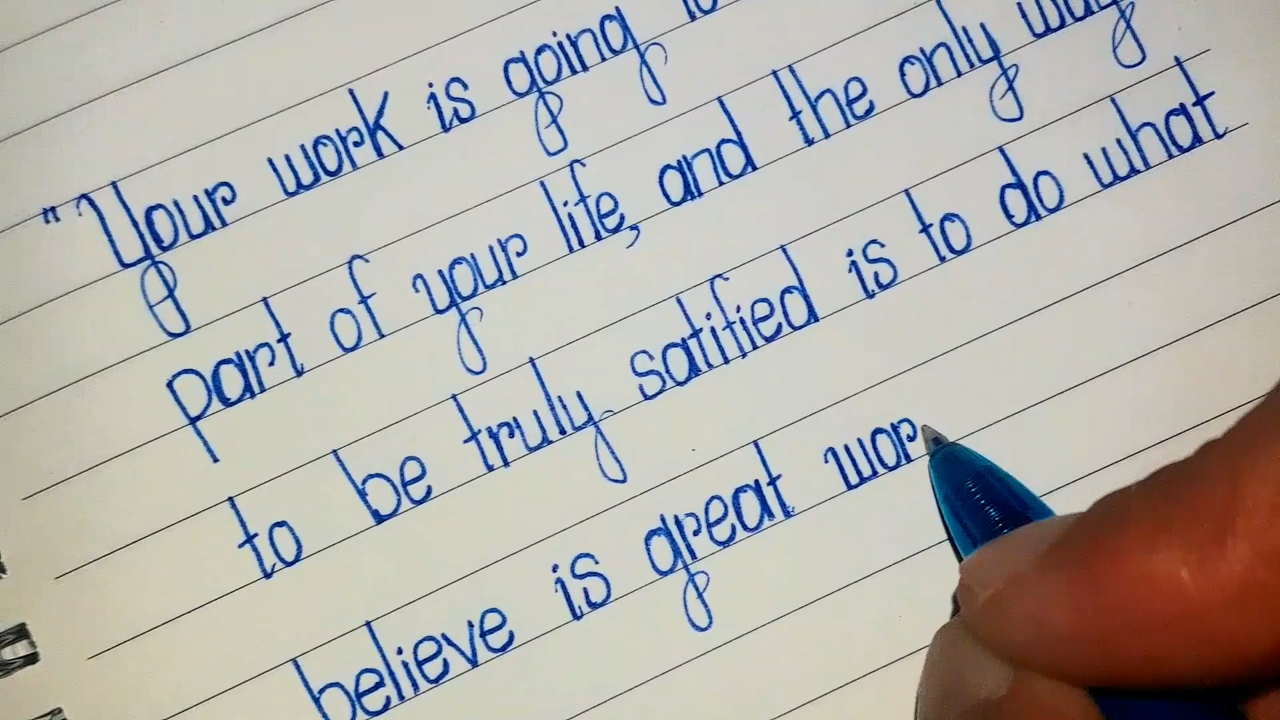 "Your work is going to
part of your life, and the only way
to be truly satified is to do what
believe is great wor